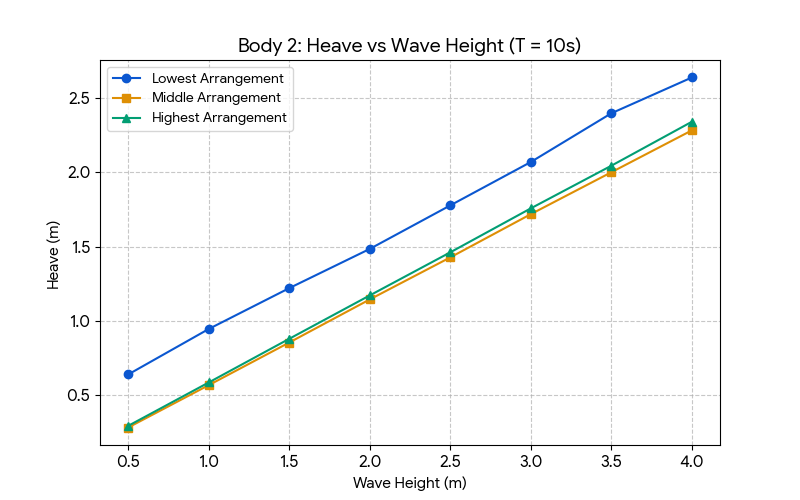 Body 2: Heave vs Wave Height (T = 10s)
Lowest Arrangement
Middle Arrangement
Highest Arrangement
Heave (m)
2.5
2.0
1.5
1.0
0.5
0.5 1.0 1.5 2.0 2.5 3.0 3.5 4.0
Wave Height (m)